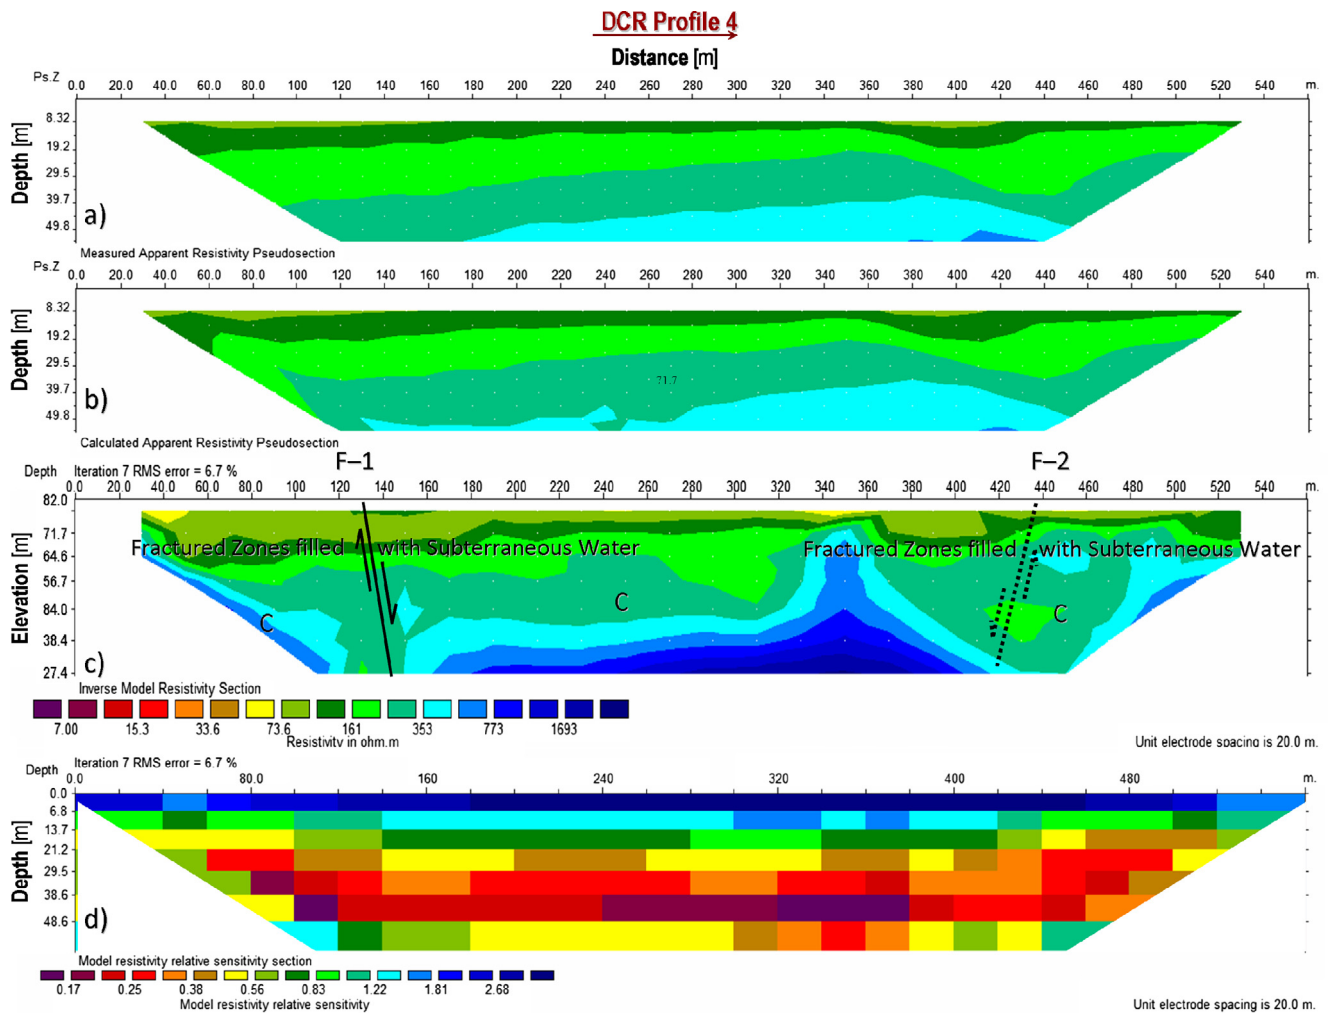 DCR Profile 4
Distance [m]
Ps.Z
0.0 20.0 40.0 60.0 80.0 100 120 140 160 180 200 220 240 260 280 300 320 340 360 380 400 420 440 460 480 500 520 540 m.
8.32
19.2
29.5
39.7
49.8
Depth [m]
a)
Measured Apparent Resistivity Pseudosection
Ps.Z
0.0 20.0 40.0 60.0 80.0 100 120 140 160 180 200 220 240 260 280 300 320 340 360 380 400 420 440 460 480 500 520 540 m.
8.32
19.2
29.5
39.7
49.8
Depth [m]
71.7
b)
Calculated Apparent Resistivity Pseudosection
F–1
F–2
Depth Iteration 7 RMS error = 6.7 %
0.0 20.0 40.0 60.0 80.0 100 120 140 160 180 200 220 240 260 280 300 320 340 360 380 400 420 440 460 480 500 520 540 m.
82.0
71.7
64.6
56.7
84.0
38.4
27.4
Elevation [m]
Fractured Zones filled with Subterraneous Water
Fractured Zones filled with Subterraneous Water
C
C
C
c)
Inverse Model Resistivity Section
7.00 15.3 33.6 73.6 161 353 773 1693
Resistivity in ohm.m
Unit electrode spacing is 20.0 m.
Depth Iteration 7 RMS error = 6.7 %
0.0 80.0 160 240 320 400 480 m.
0.0
6.8
13.7
21.2
29.5
38.6
48.6
Depth [m]
d)
Model resistivity relative sensitivity section
0.17 0.25 0.38 0.56 0.83 1.22 1.81 2.68
Model resistivity relative sensitivity
Unit electrode spacing is 20.0 m.